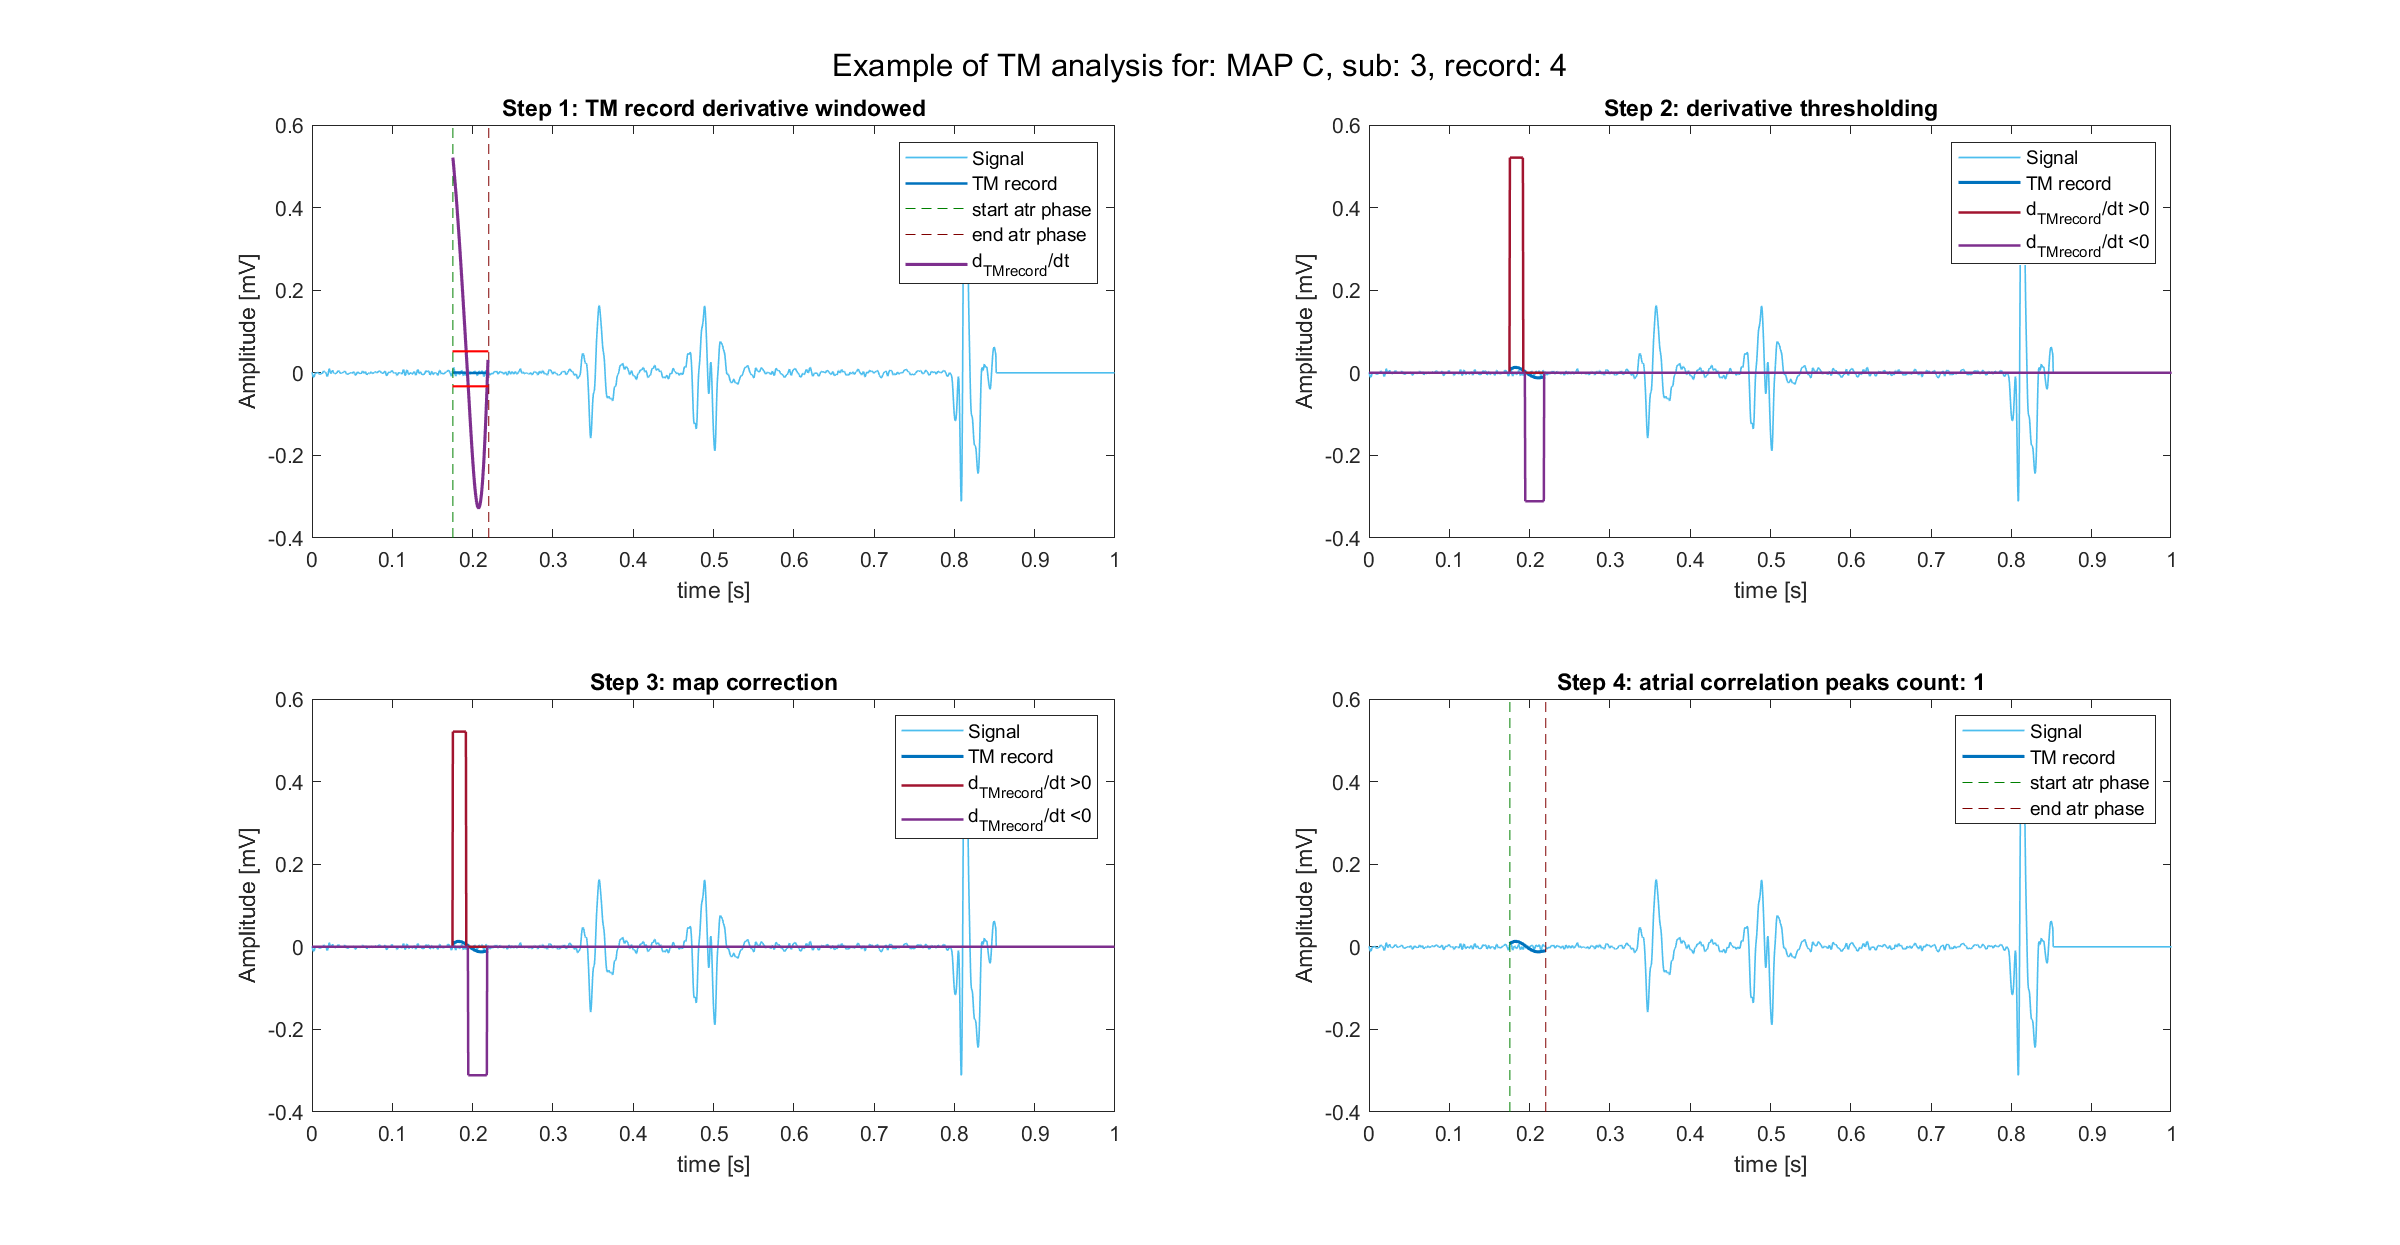 Example of TM analysis for: MAP C, sub: 3, record: 4
Step 1: TM record derivative windowed
0.6
0.4
0.2
0
-0.2
-0.4
Amplitude [mV]
Signal
TM record
start atr phase
end atr phase
dTMrecord/dt
0 0.1 0.2 0.3 0.4 0.5 0.6 0.7 0.8 0.9 1
time [s]
Step 2: derivative thresholding
0.6
0.4
0.2
0
-0.2
-0.4
Amplitude [mV]
Signal
TM record
dTMrecord/dt >0
dTMrecord/dt <0
0 0.1 0.2 0.3 0.4 0.5 0.6 0.7 0.8 0.9 1
time [s]
Step 3: map correction
0.6
0.4
0.2
0
-0.2
-0.4
Amplitude [mV]
Signal
TM record
dTMrecord/dt >0
dTMrecord/dt <0
0 0.1 0.2 0.3 0.4 0.5 0.6 0.7 0.8 0.9 1
time [s]
Step 4: atrial correlation peaks count: 1
0.6
0.4
0.2
0
-0.2
-0.4
Amplitude [mV]
Signal
TM record
start atr phase
end atr phase
0 0.1 0.2 0.3 0.4 0.5 0.6 0.7 0.8 0.9 1
time [s]